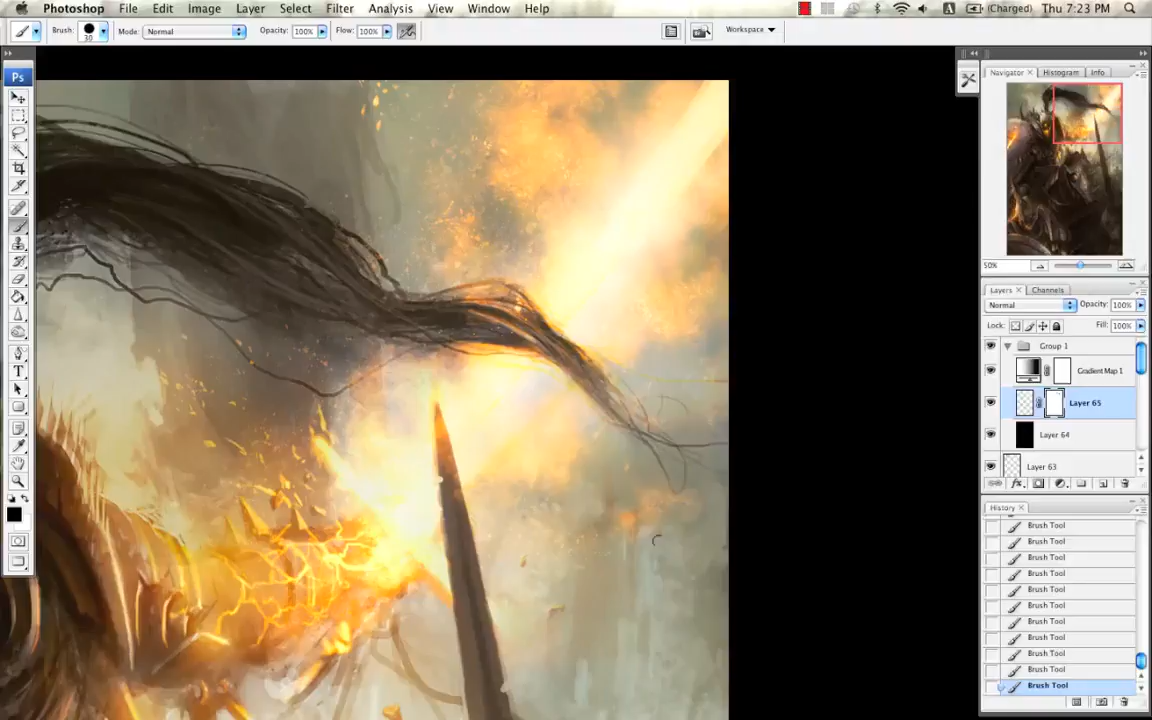 Photoshop File Edit Image Layer Select Filter Analysis View Window Help (Charged) Thu 7:23 PM
Brush: 30 Mode: Normal Opacity: 100% Flow: 100% Workspace
Ps
Navigator Histogram Info
50%
Layers Channels
Normal Opacity: 100%
Lock: Fill: 100%
Group 1
Gradient Map 1
Layer 65
Layer 64
Layer 63
History
Brush Tool
Brush Tool
Brush Tool
Brush Tool
Brush Tool
Brush Tool
Brush Tool
Brush Tool
Brush Tool
Brush Tool
Brush Tool